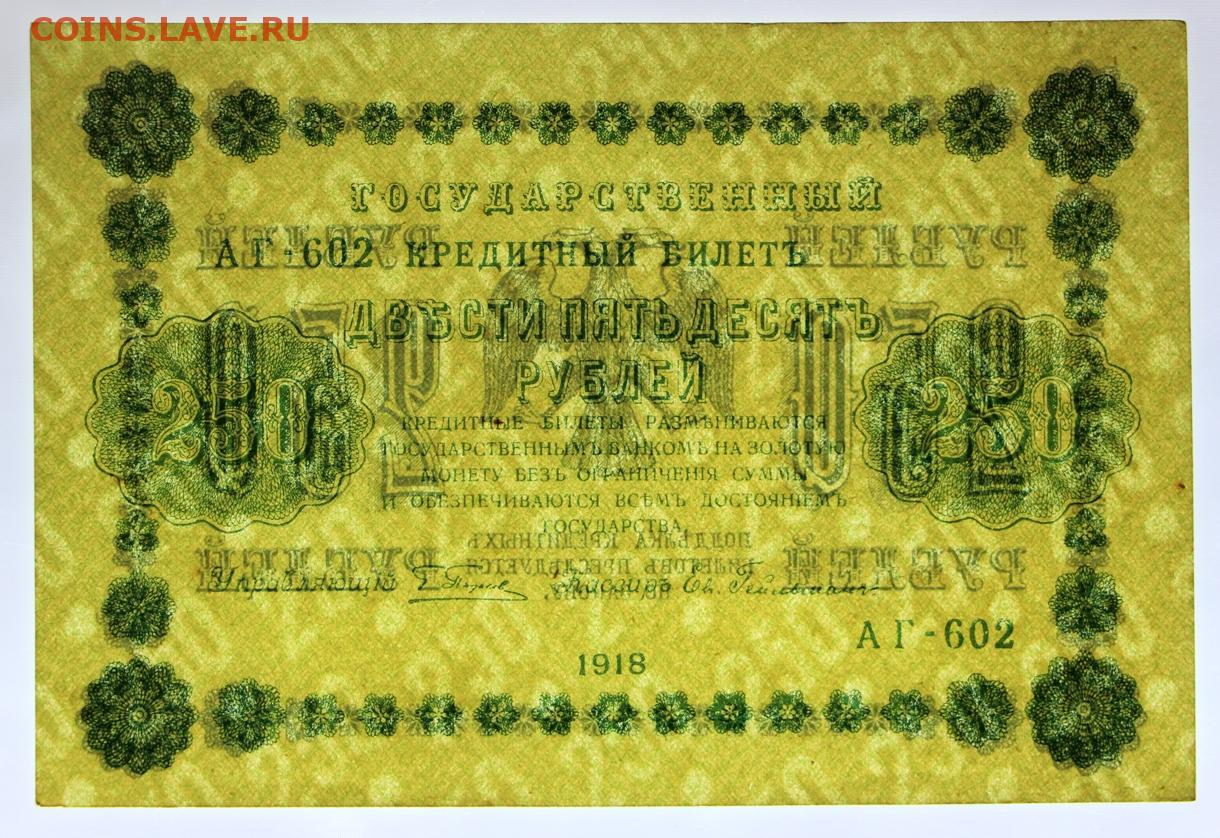 COINS.LAVE.RU
ГОСУДАРСТВЕННЫЙ
АГ-602 КРЕДИТНЫЙ БИЛЕТЪ
ДВѢСТИ ПЯТЬДЕСЯТЪ
РУБЛЕЙ
250 250
КРЕДИТНЫЕ БИЛЕТЫ РАЗМѢНИВАЮТСЯ
ГОСУДАРСТВЕННЫМЪ БАНКОМЪ НА ЗОЛОТУЮ
МОНЕТУ БЕЗЪ ОГРАНИЧЕНІЯ СУММЫ
И ОБЕЗПЕЧИВАЮТСЯ ВСѢМЪ ДОСТОЯНІЕМЪ
ГОСУДАРСТВА.
Управляющій Кассиръ
АГ-602
1918